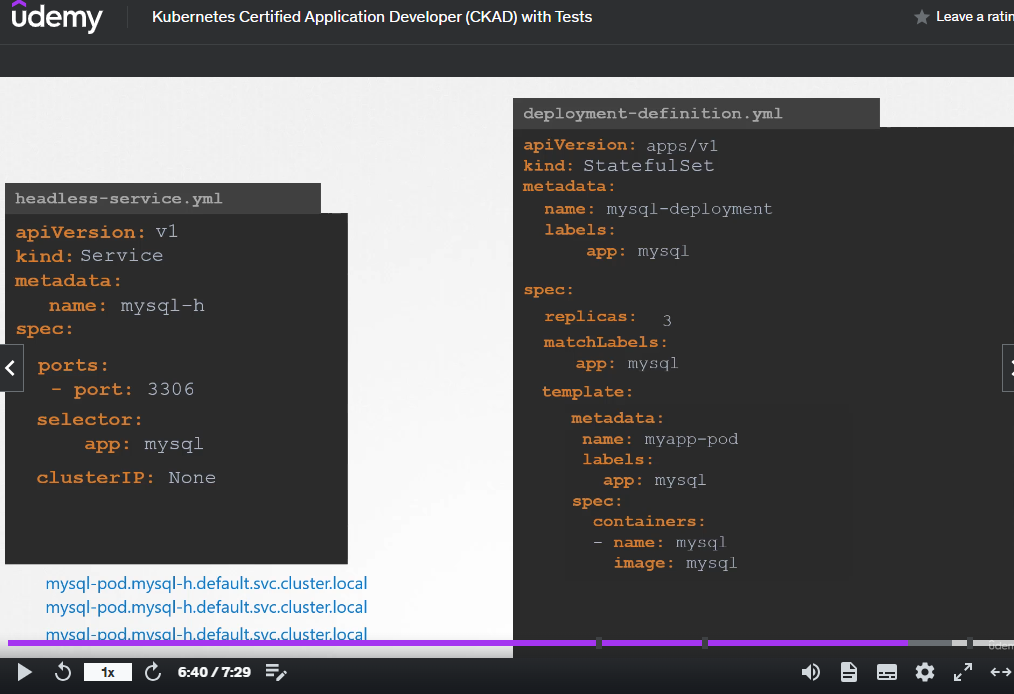 ûdemy
Kubernetes Certified Application Developer (CKAD) with Tests
Leave a ratin
headless-service.yml
apiVersion: v1
kind: Service
metadata:
name: mysql-h
spec:
ports:
- port: 3306
selector:
app: mysql
clusterIP: None
mysql-pod.mysql-h.default.svc.cluster.local
mysql-pod.mysql-h.default.svc.cluster.local
mysql-pod.mysql-h.default.svc.cluster.local
deployment-definition.yml
apiVersion: apps/v1
kind: StatefulSet
metadata:
name: mysql-deployment
labels:
app: mysql
spec:
replicas: 3
matchLabels:
app: mysql
template:
metadata:
name: myapp-pod
labels:
app: mysql
spec:
containers:
- name: mysql
image: mysql
ûdem
1x
6:40 / 7:29